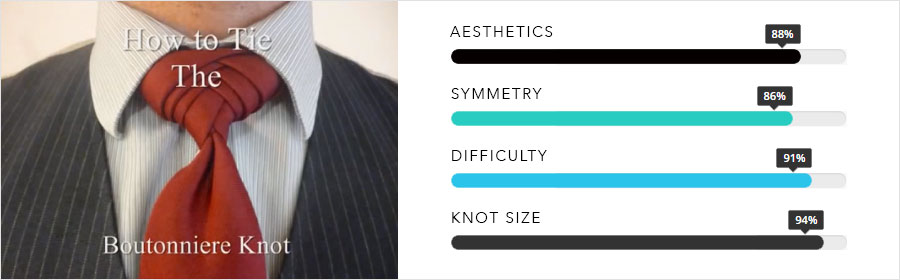 How to Tie
The
Boutonniere Knot
AESTHETICS
88%
SYMMETRY
86%
DIFFICULTY
91%
KNOT SIZE
94%